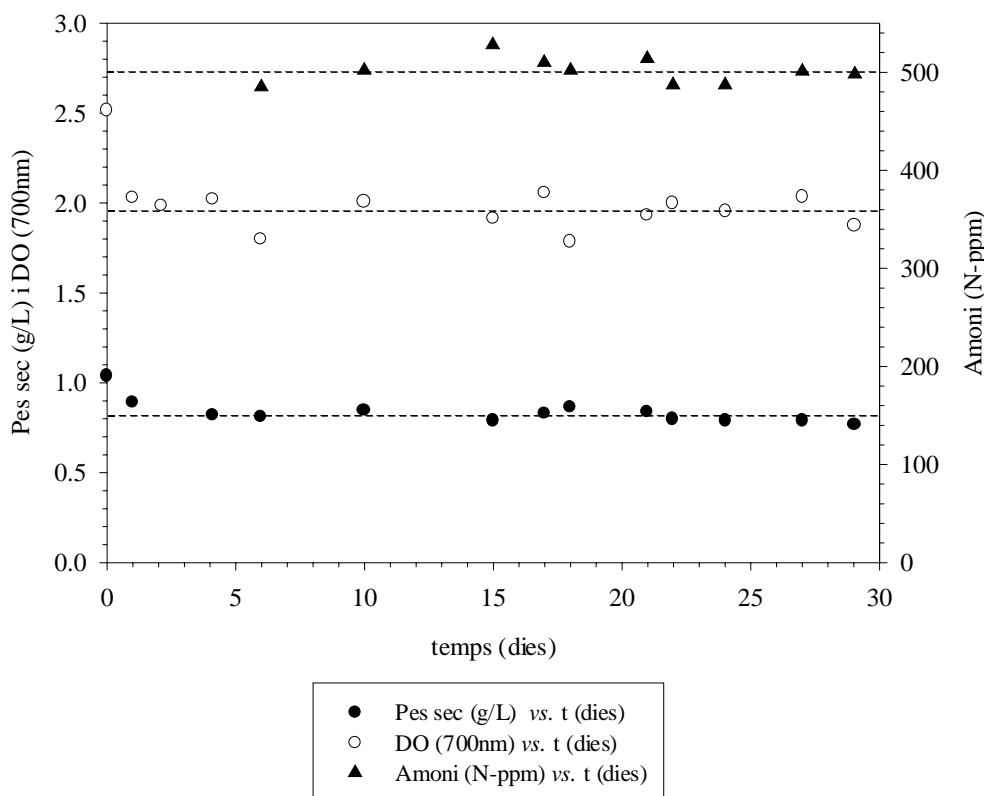 3.0
2.5
2.0
1.5
1.0
0.5
0.0
Pes sec (g/L) i DO (700nm)
500
400
300
200
100
0
Amoni (N-ppm)
0 5 10 15 20 25 30
temps (dies)
Pes sec (g/L) vs. t (dies)
DO (700nm) vs. t (dies)
Amoni (N-ppm) vs. t (dies)